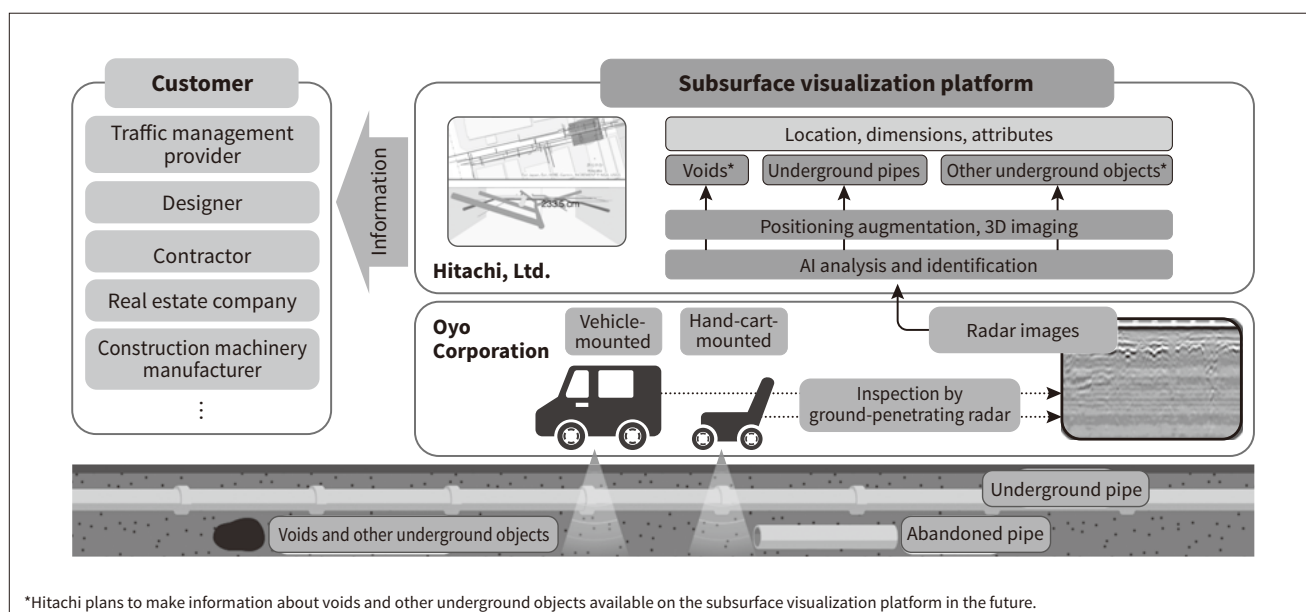 Customer
Traffic management
provider
Designer
Contractor
Real estate company
Construction machinery
manufacturer
⋮
Information
Subsurface visualization platform
233.5 cm
Hitachi, Ltd.
Location, dimensions, attributes
Voids*
Underground pipes
Other underground objects*
Positioning augmentation, 3D imaging
AI analysis and identification
Oyo
Corporation
Vehicle-
mounted
Hand-cart-
mounted
Radar images
Inspection by
ground-penetrating radar
Underground pipe
Voids and other underground objects
Abandoned pipe
*Hitachi plans to make information about voids and other underground objects available on the subsurface visualization platform in the future.